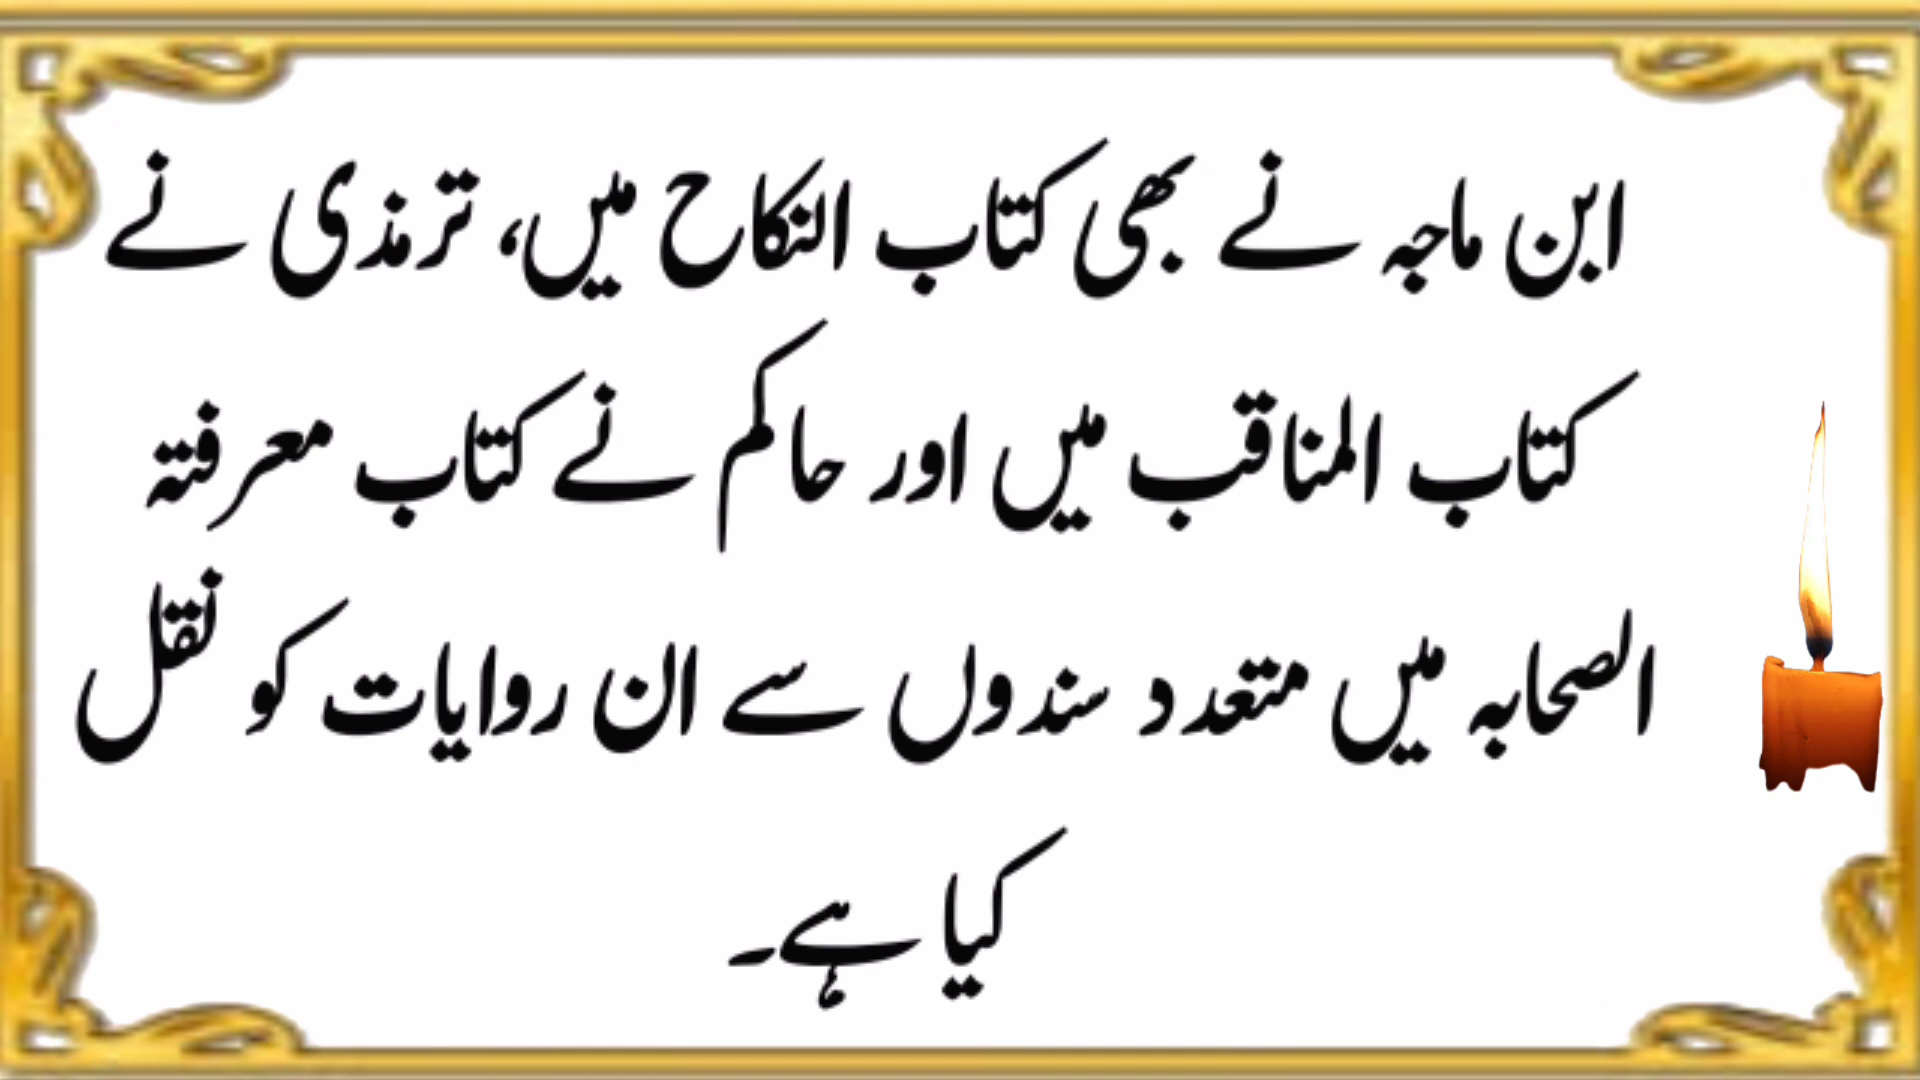 ابن ماجہ نے بھی کتاب النکاح میں، ترمذی نے
کتاب المناقب میں اور حاکم نے کتاب معرفتہ
الصحابہ میں متعدد سندوں سے ان روایات کو نقل
کیا ہے۔